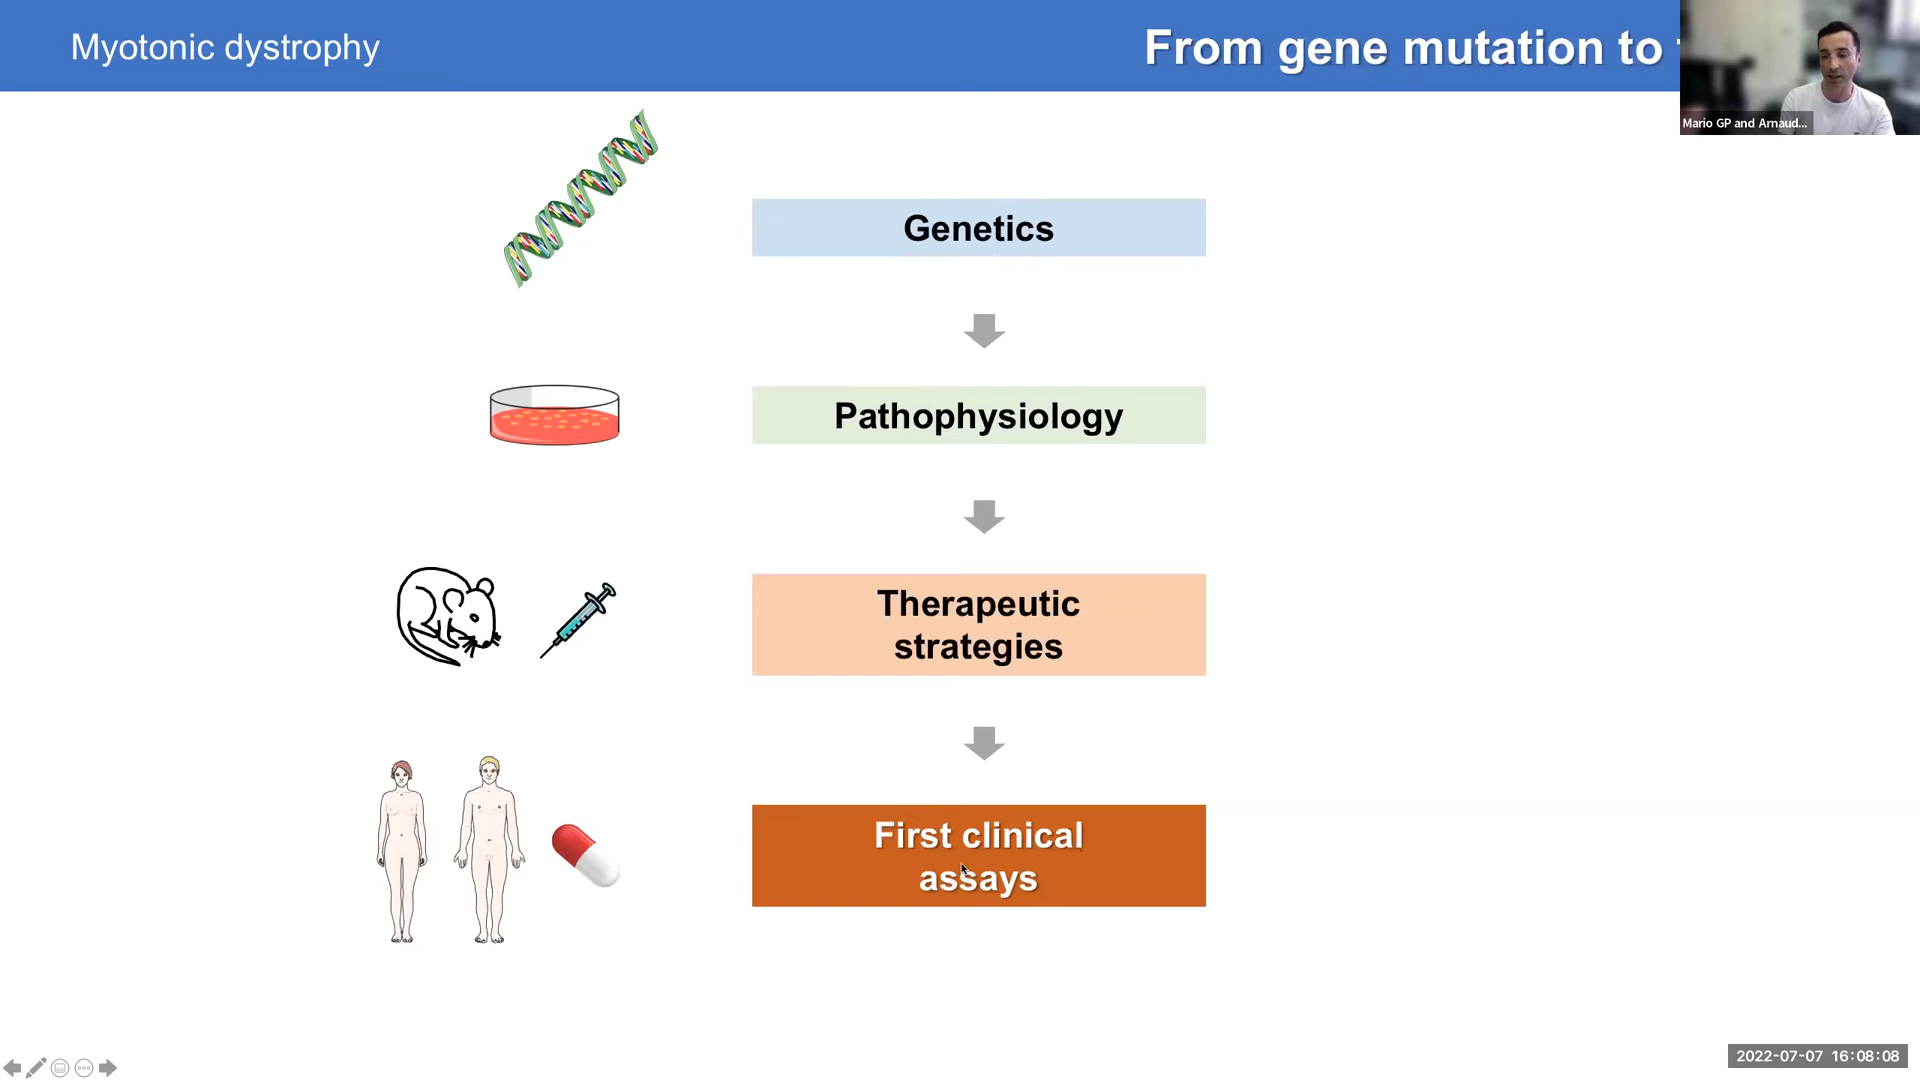 Myotonic dystrophy
From gene mutation to
Mario GP and Arnaud...
Genetics
Pathophysiology
Therapeutic
strategies
First clinical
assays
2022-07-07 16:08:08